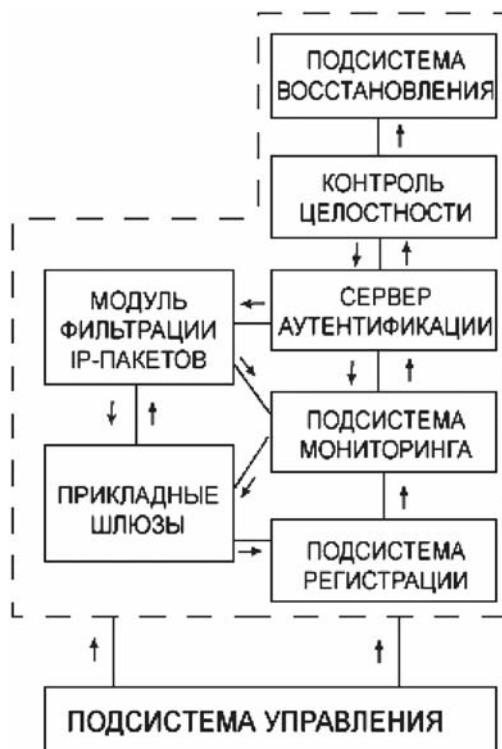 ПОДСИСТЕМА
ВОССТАНОВЛЕНИЯ
КОНТРОЛЬ
ЦЕЛОСТНОСТИ
МОДУЛЬ
ФИЛЬТРАЦИИ
IP-ПАКЕТОВ
СЕРВЕР
АУТЕНТИФИКАЦИИ
ПОДСИСТЕМА
МОНИТОРИНГА
ПРИКЛАДНЫЕ
ШЛЮЗЫ
ПОДСИСТЕМА
РЕГИСТРАЦИИ
ПОДСИСТЕМА УПРАВЛЕНИЯ